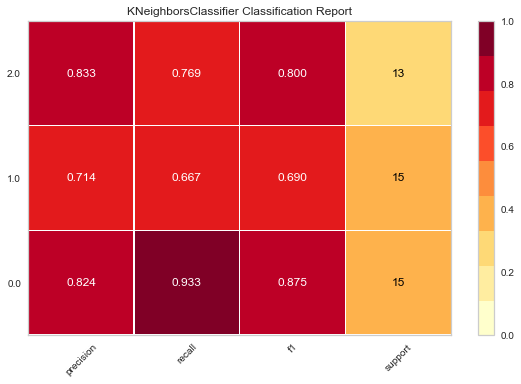 KNeighborsClassifier Classification Report
2.0 0.833 0.769 0.800 13
1.0 0.714 0.667 0.690 15
0.0 0.824 0.933 0.875 15
precision recall f1 support
1.0
0.8
0.6
0.4
0.2
0.0